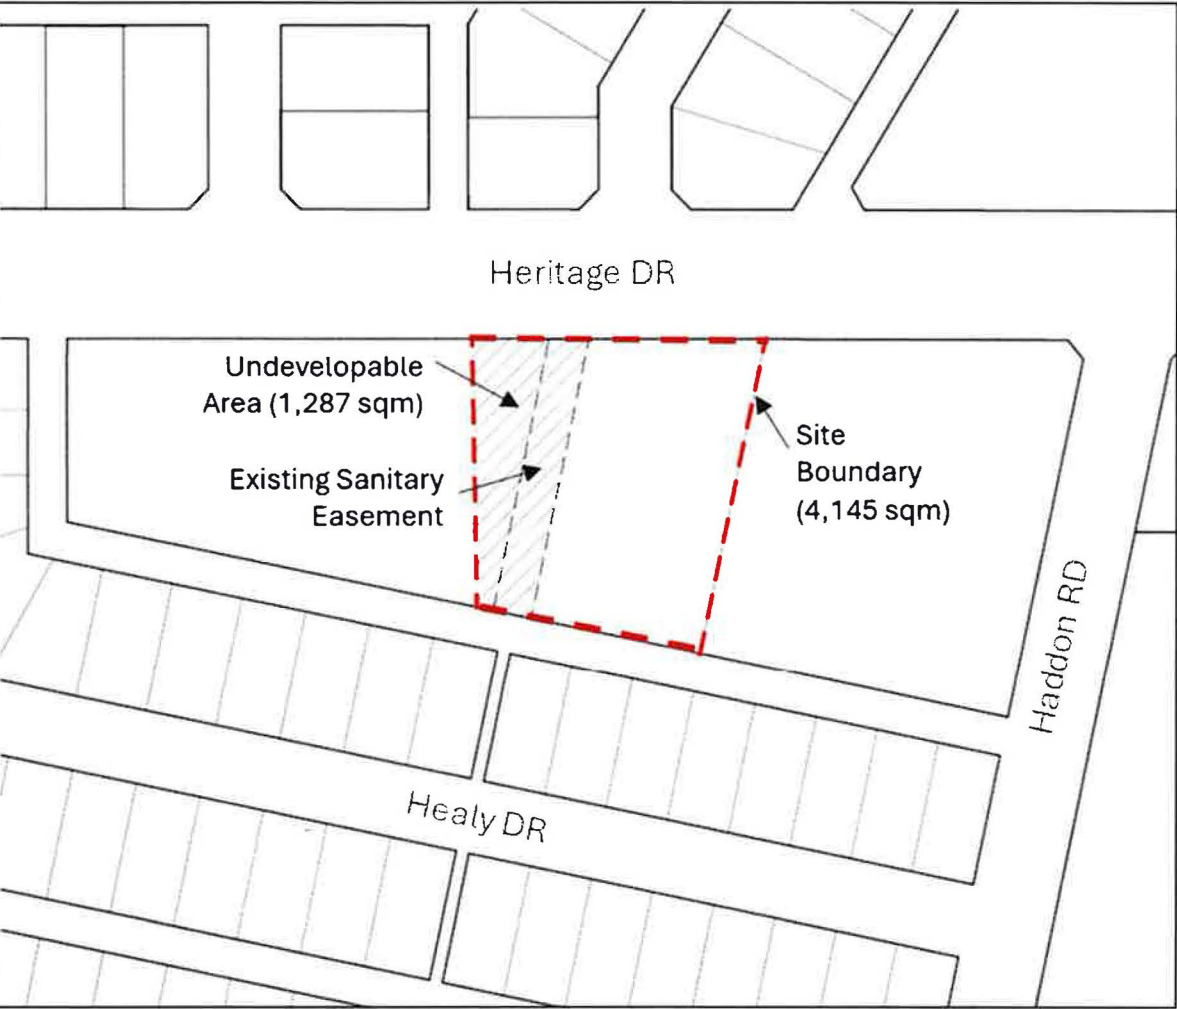 Heritage DR
Undevelopable
Area (1,287 sqm)
Existing Sanitary
Easement
Site
Boundary
(4,145 sqm)
Haddon RD
Healy DR